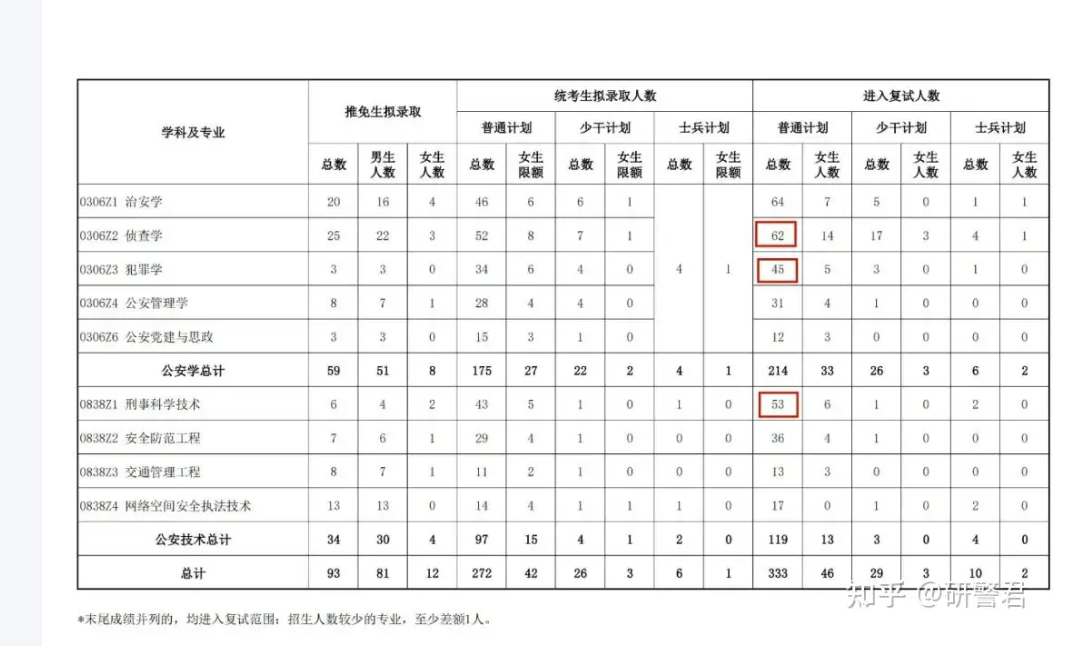 学科及专业 推免生拟录取 统考生拟录取人数 进入复试人数
普通计划 少干计划 士兵计划 普通计划 少干计划 士兵计划
总数 男生人数 女生人数 总数 女生限额 总数 女生限额 总数 女生限额 总数 女生人数 总数 女生人数 总数 女生人数
0306Z1 治安学 20 16 4 46 6 6 1 64 7 5 0 1 1
0306Z2 侦查学 25 22 3 52 8 7 1 62 14 17 3 4 1
0306Z3 犯罪学 3 3 0 34 6 4 0 4 1 45 5 3 0 1 0
0306Z4 公安管理学 8 7 1 28 4 4 0 31 4 1 0 0 0
0306Z6 公安党建与思政 3 3 0 15 3 1 0 12 3 0 0 0 0
公安学总计 59 51 8 175 27 22 2 4 1 214 33 26 3 6 2
0838Z1 刑事科学技术 6 4 2 43 5 1 0 1 0 53 6 1 0 2 0
0838Z2 安全防范工程 7 6 1 29 4 1 0 0 0 36 4 1 0 0 0
0838Z3 交通管理工程 8 7 1 11 2 1 0 0 0 13 3 0 0 0 0
0838Z4 网络空间安全执法技术 13 13 0 14 4 1 1 1 0 17 0 1 0 2 0
公安技术总计 34 30 4 97 15 4 1 2 0 119 13 3 0 4 0
总计 93 81 12 272 42 26 3 6 1 333 46 29 3 10 2
知乎 @研警君
*末尾成绩并列的，均进入复试范围；招生人数较少的专业，至少差额1人。